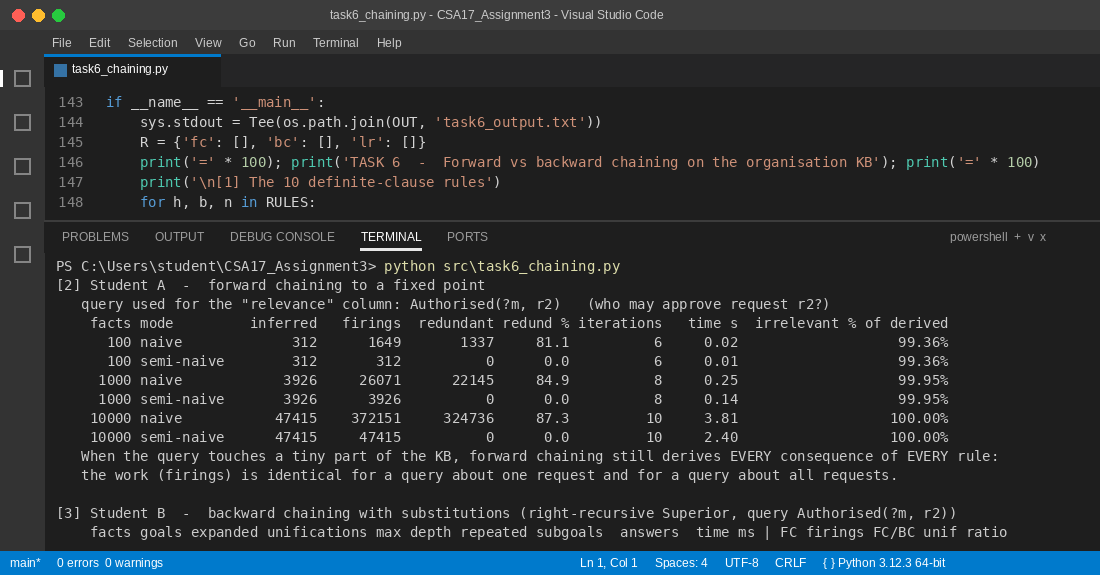 task6_chaining.py - CSA17_Assignment3 - Visual Studio Code
File Edit Selection View Go Run Terminal Help
task6_chaining.py
143 if __name__ == '__main__':
144     sys.stdout = Tee(os.path.join(OUT, 'task6_output.txt'))
145     R = {'fc': [], 'bc': [], 'lr': []}
146     print('=' * 100); print('TASK 6  -  Forward vs backward chaining on the organisation KB'); print('=' * 100)
147     print('\n[1] The 10 definite-clause rules')
148     for h, b, n in RULES:
PROBLEMS OUTPUT DEBUG CONSOLE TERMINAL PORTS powershell + v x
PS C:\Users\student\CSA17_Assignment3> python src\task6_chaining.py
[2] Student A  -  forward chaining to a fixed point
   query used for the "relevance" column: Authorised(?m, r2)   (who may approve request r2?)
    facts mode         inferred   firings  redundant redund % iterations   time s  irrelevant % of derived
      100 naive             312      1649       1337     81.1          6     0.02                   99.36%
      100 semi-naive        312       312          0      0.0          6     0.01                   99.36%
     1000 naive            3926     26071      22145     84.9          8     0.25                   99.95%
     1000 semi-naive       3926      3926          0      0.0          8     0.14                   99.95%
    10000 naive           47415    372151     324736     87.3         10     3.81                  100.00%
    10000 semi-naive      47415     47415          0      0.0         10     2.40                  100.00%
   When the query touches a tiny part of the KB, forward chaining still derives EVERY consequence of EVERY rule:
   the work (firings) is identical for a query about one request and for a query about all requests.
[3] Student B  -  backward chaining with substitutions (right-recursive Superior, query Authorised(?m, r2))
    facts goals expanded unifications max depth repeated subgoals  answers  time ms | FC firings FC/BC unif ratio
main* 0 errors 0 warnings Ln 1, Col 1 Spaces: 4 UTF-8 CRLF { } Python 3.12.3 64-bit